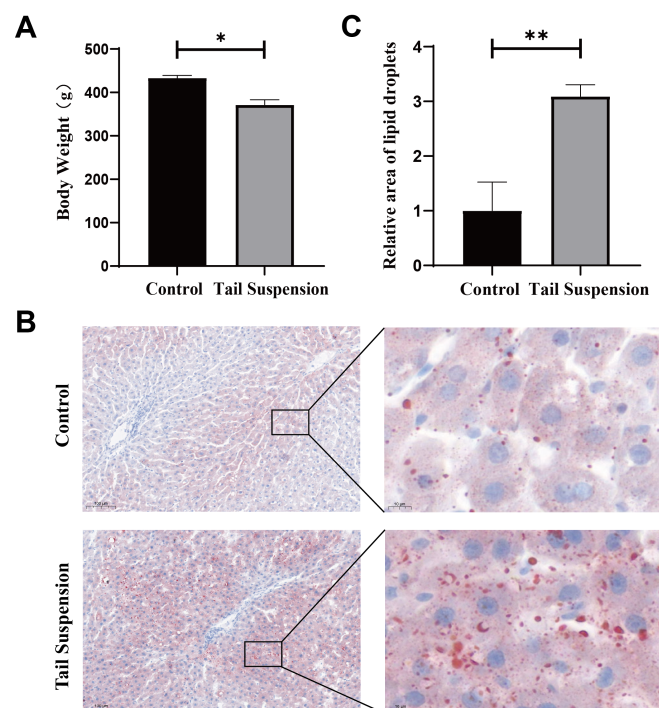 A
*
500
400
300
200
100
0
Body Weight（g）
Control
Tail Suspension
C
**
4
3
2
1
0
Relative area of lipid droplets
Control
Tail Suspension
B
Control
Tail Suspension